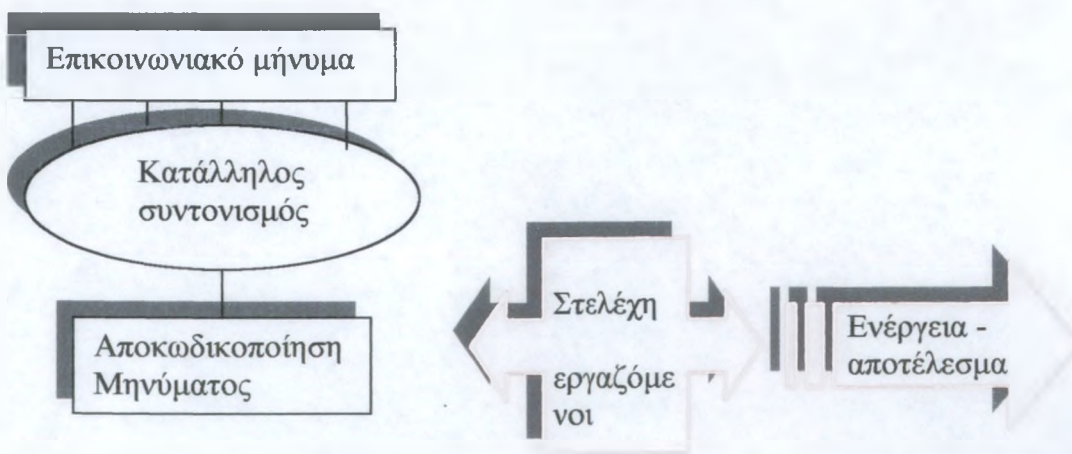 Επικοινωνιακό μήνυμα
Κατάλληλος
συντονισμός
Αποκωδικοποίηση
Μηνύματος
Στελέχη
εργαζόμε
νοι
Ενέργεια -
αποτέλεσμα